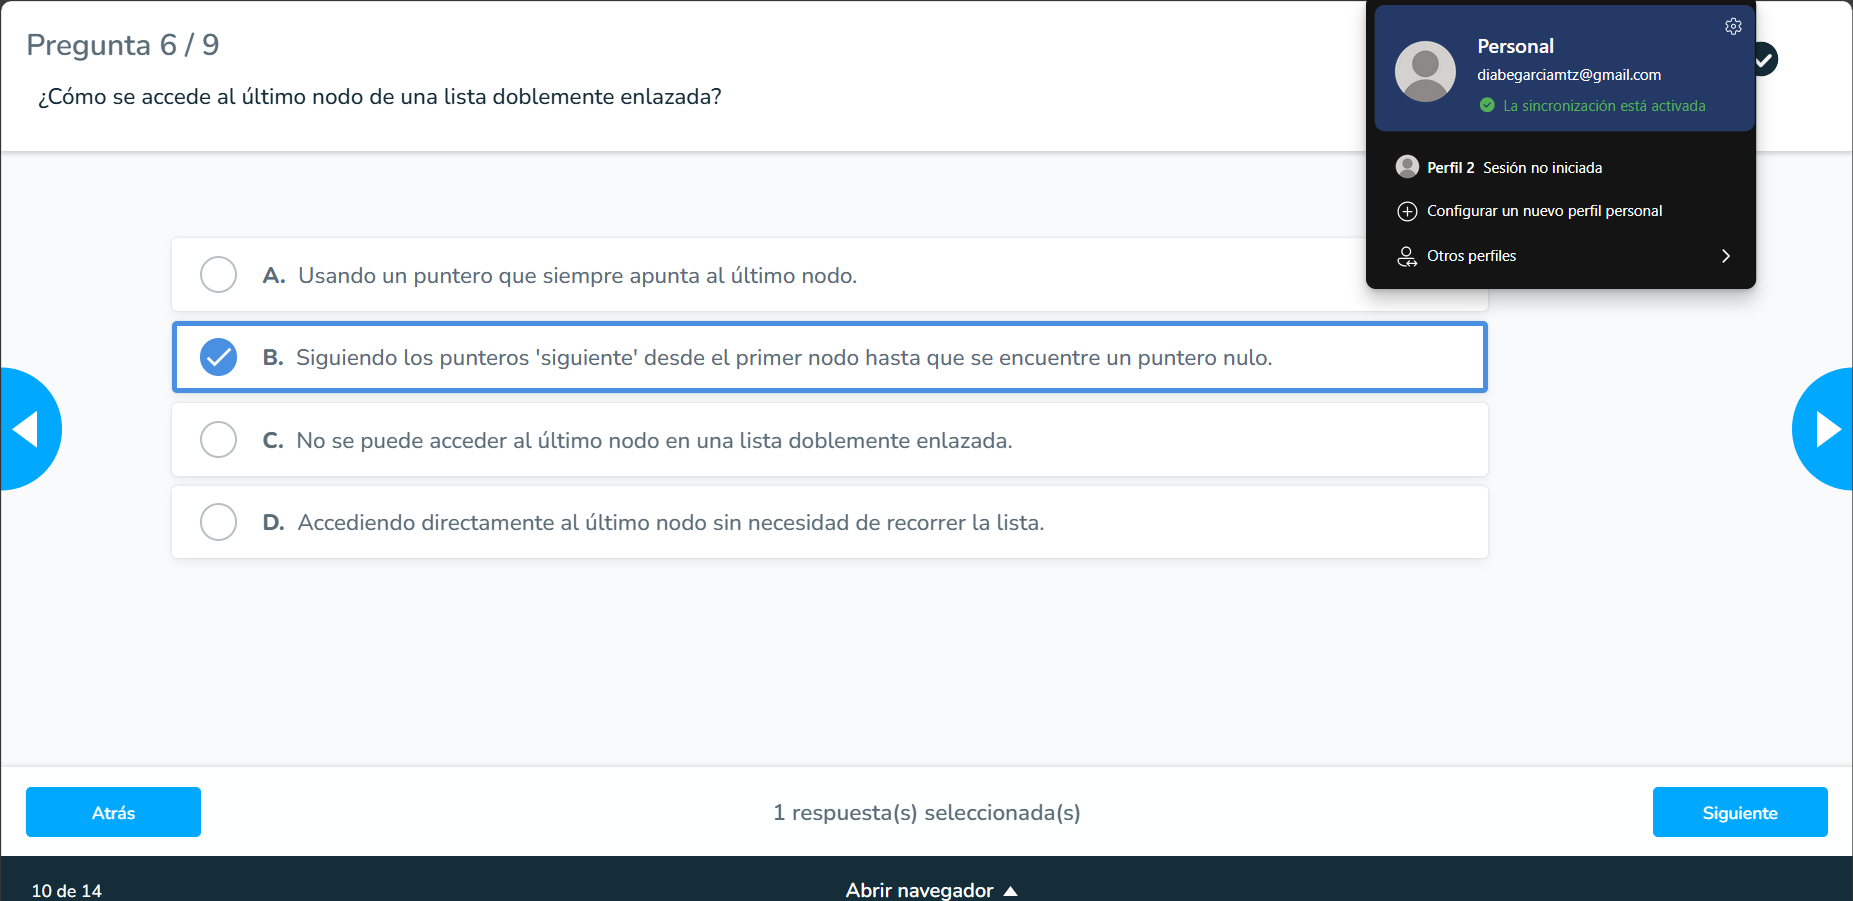 Pregunta 6 / 9
¿Cómo se accede al último nodo de una lista doblemente enlazada?
Personal
diabegarciamtz@gmail.com
La sincronización está activada
Perfil 2 Sesión no iniciada
Configurar un nuevo perfil personal
Otros perfiles
A. Usando un puntero que siempre apunta al último nodo.
B. Siguiendo los punteros 'siguiente' desde el primer nodo hasta que se encuentre un puntero nulo.
C. No se puede acceder al último nodo en una lista doblemente enlazada.
D. Accediendo directamente al último nodo sin necesidad de recorrer la lista.
Atrás
1 respuesta(s) seleccionada(s)
Siguiente
10 de 14
Abrir navegador